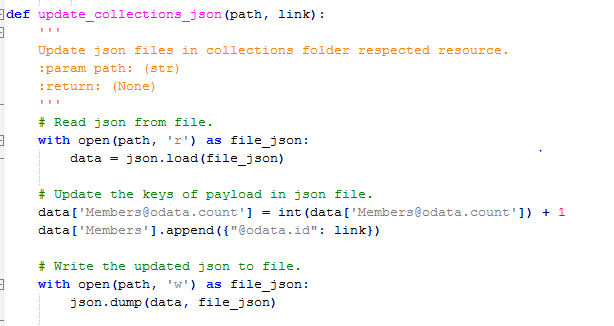 def update_collections_json(path, link):
    '''
    Update json files in collections folder respected resource.
    :param path: (str)
    :return: (None)
    '''
    # Read json from file.
    with open(path, 'r') as file_json:
        data = json.load(file_json)

    # Update the keys of payload in json file.
    data['Members@odata.count'] = int(data['Members@odata.count']) + 1
    data['Members'].append({"@odata.id": link})

    # Write the updated json to file.
    with open(path, 'w') as file_json:
        json.dump(data, file_json)